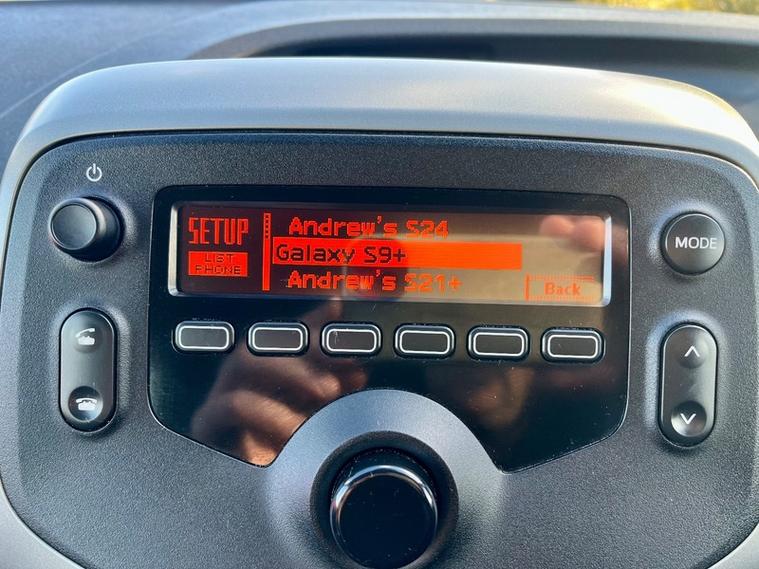 SETUP
LIST
PHONE
Andrew's S24
Galaxy S9+
Andrew's S21+
Back
MODE